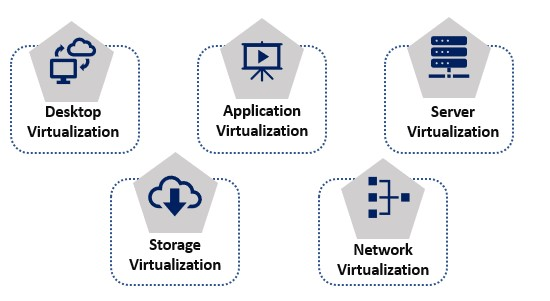 Desktop
Virtualization
Application
Virtualization
Server
Virtualization
Storage
Virtualization
Network
Virtualization